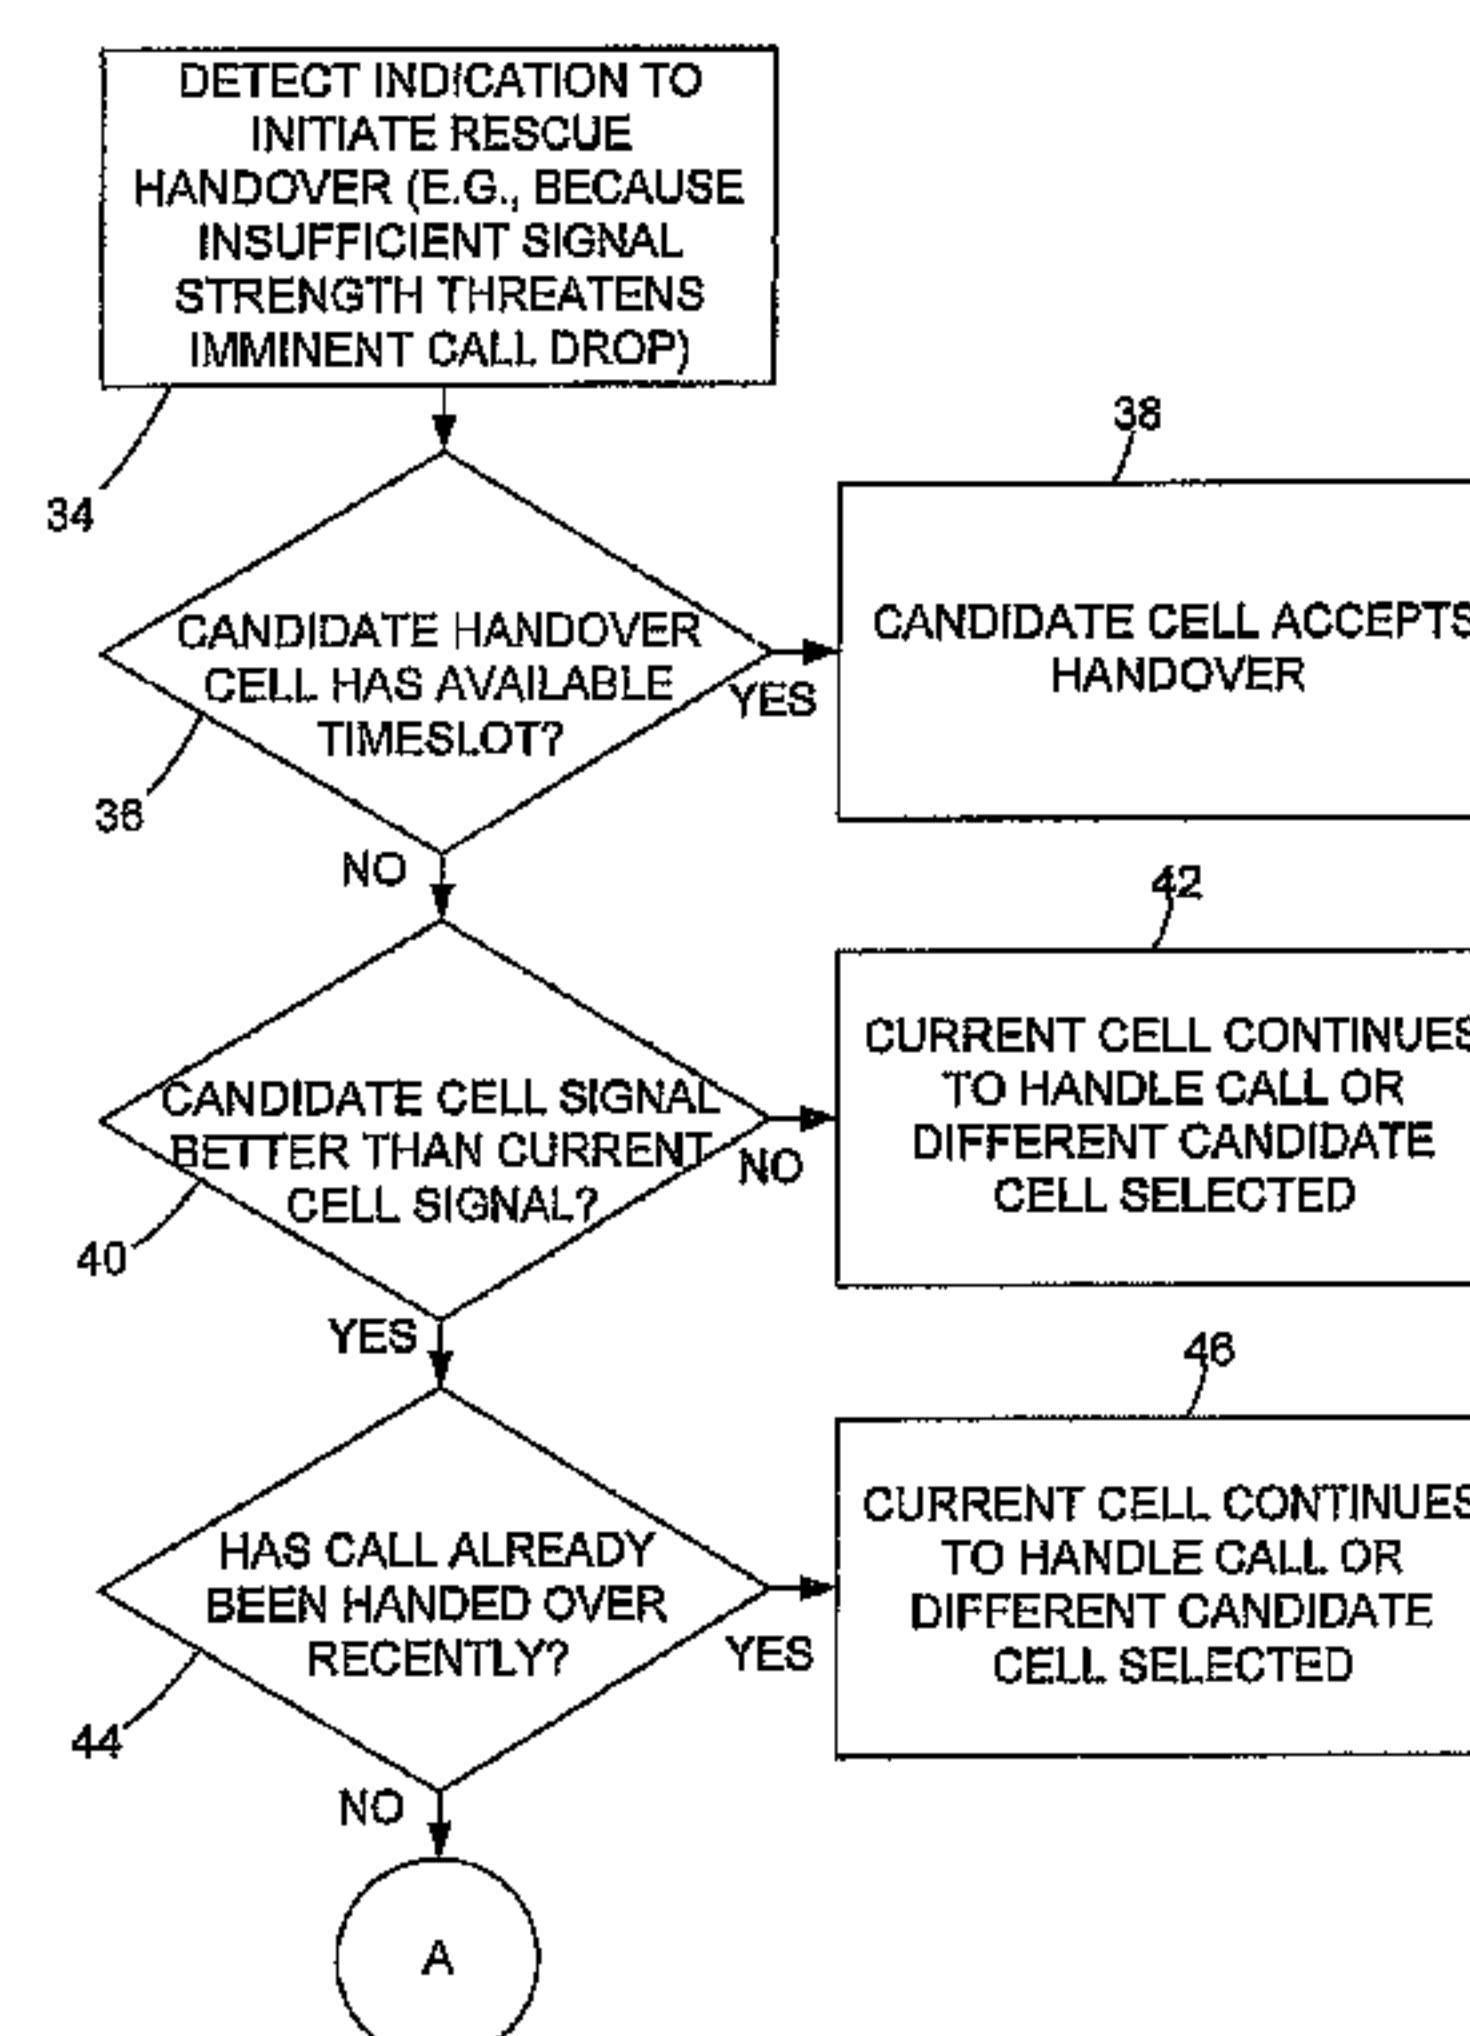 DETECT INDICATION TO
INITIATE RESCUE
HANDOVER (E.G., BECAUSE
INSUFFICIENT SIGNAL
STRENGTH THREATENS
IMMINENT CALL DROP)
34
38
CANDIDATE HANDOVER
CELL HAS AVAILABLE
TIMESLOT?
YES
CANDIDATE CELL ACCEPTS
HANDOVER
36
NO
42
CANDIDATE CELL SIGNAL
BETTER THAN CURRENT
CELL SIGNAL?
NO
CURRENT CELL CONTINUES
TO HANDLE CALL OR
DIFFERENT CANDIDATE
CELL SELECTED
40
YES
46
HAS CALL ALREADY
BEEN HANDED OVER
RECENTLY?
YES
CURRENT CELL CONTINUES
TO HANDLE CALL OR
DIFFERENT CANDIDATE
CELL SELECTED
44
NO
A